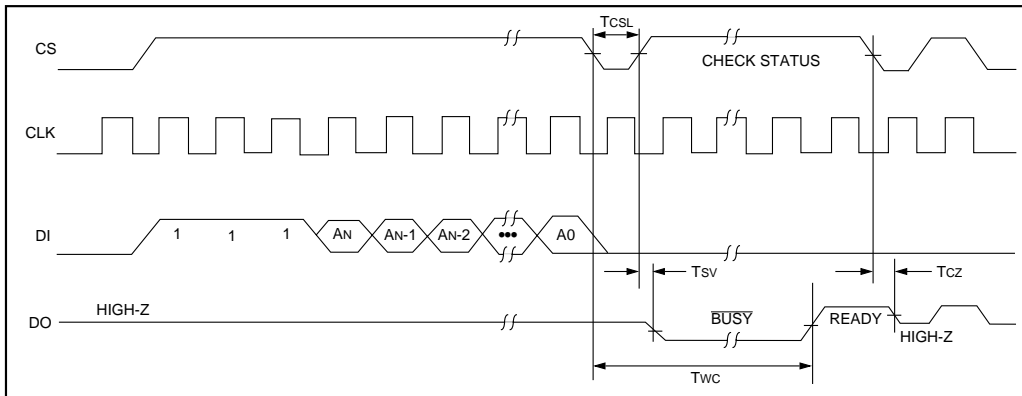 TCSL
CS
CHECK STATUS
CLK
DI
1 1 1 AN AN-1 AN-2 ••• A0
TSV
TCZ
HIGH-Z
DO
BUSY
READY
HIGH-Z
TWC